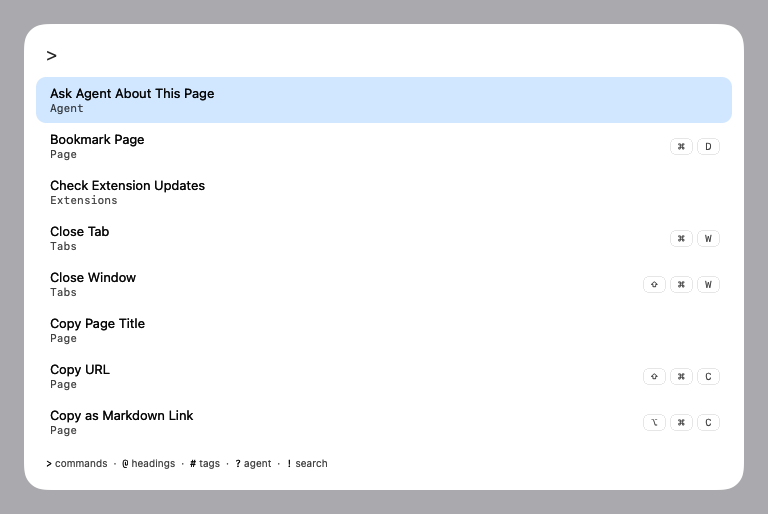 >
Ask Agent About This Page
Agent
Bookmark Page
Page
⌘ D
Check Extension Updates
Extensions
Close Tab
Tabs
⌘ W
Close Window
Tabs
⇧ ⌘ W
Copy Page Title
Page
Copy URL
Page
⇧ ⌘ C
Copy as Markdown Link
Page
⌥ ⌘ C
> commands · @ headings · # tags · ? agent · ! search